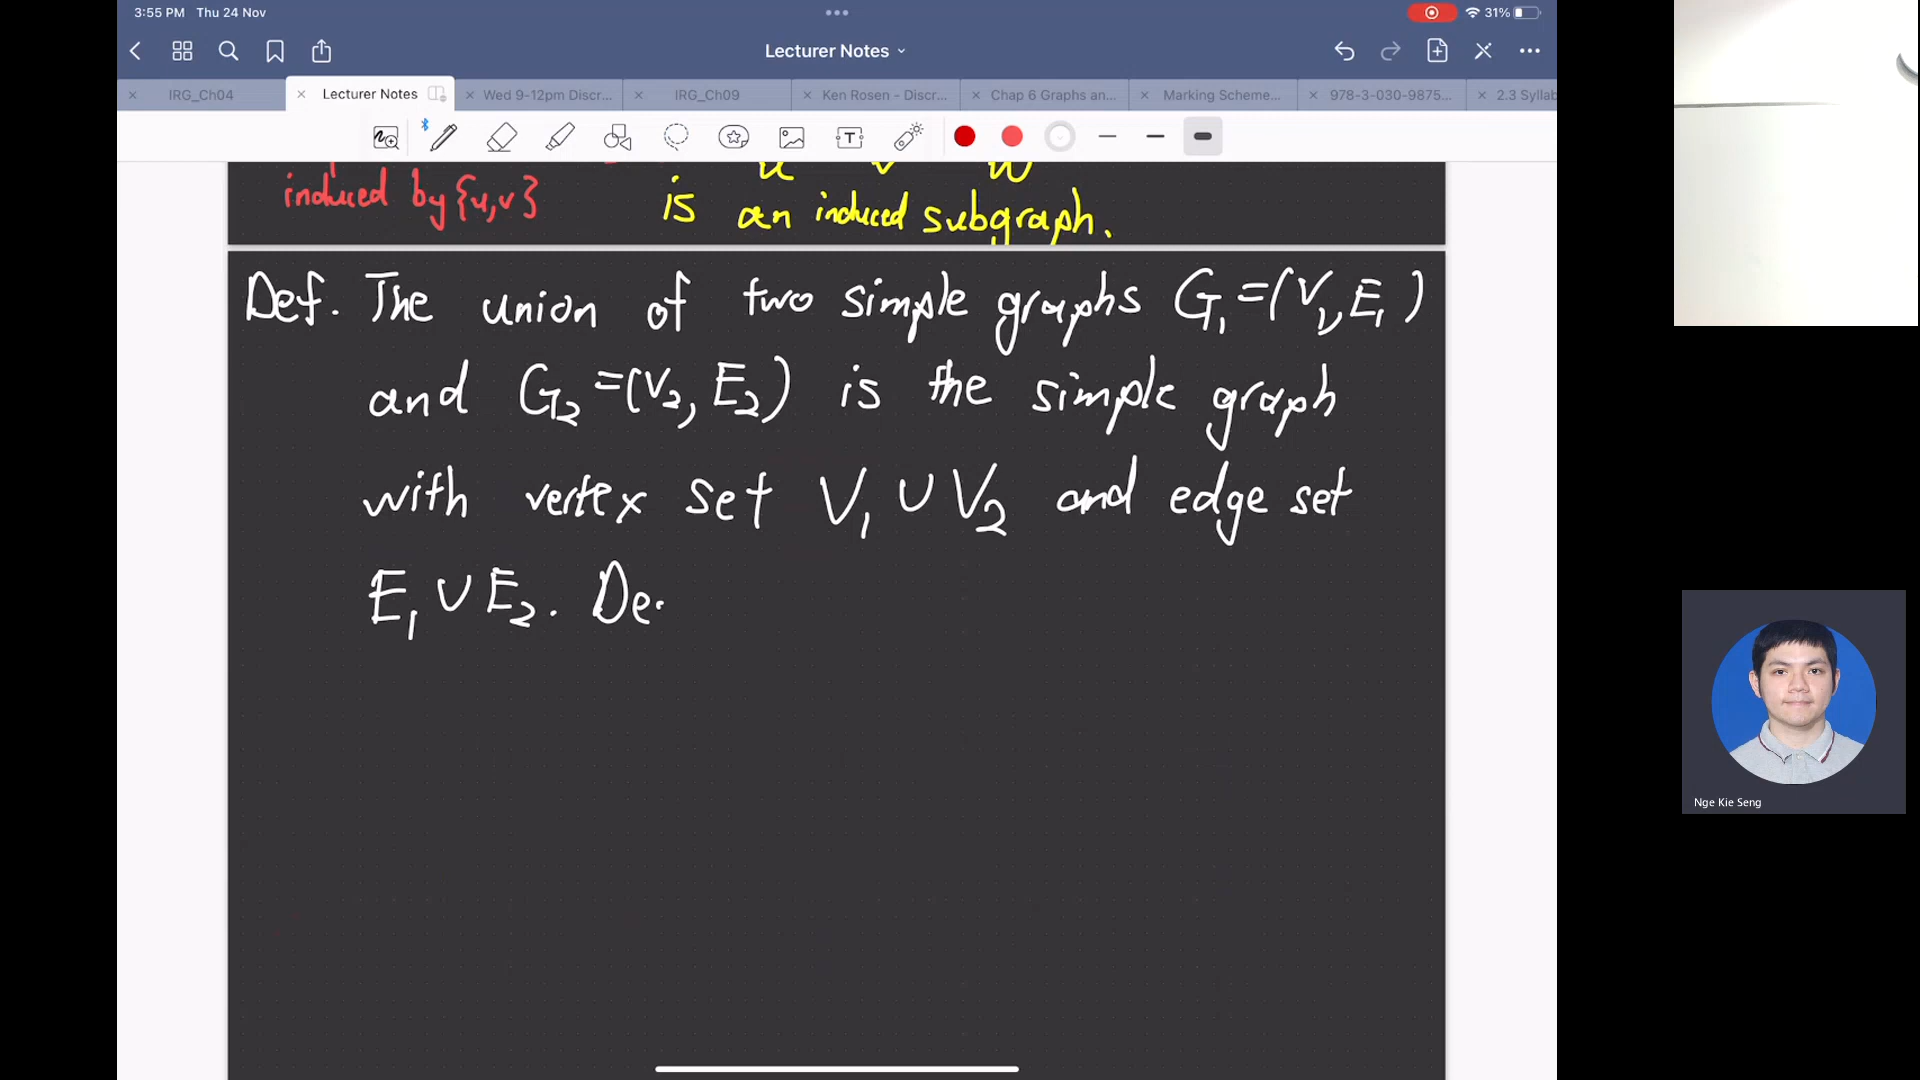 3:55 PM Thu 24 Nov
31%
Lecturer Notes
IRG_Ch04
Lecturer Notes
Wed 9-12pm Discr...
IRG_Ch09
Ken Rosen - Discr...
Chap 6 Graphs an...
Marking Scheme...
978-3-030-9875...
2.3 Syllab
induced by {u,v}
u v w
is an induced subgraph.
Def. The union of two simple graphs G₁=(V₁,E₁)
and G₂=(V₂,E₂) is the simple graph
with vertex set V₁ ∪ V₂ and edge set
E₁ ∪ E₂. De
Nge Kie Seng